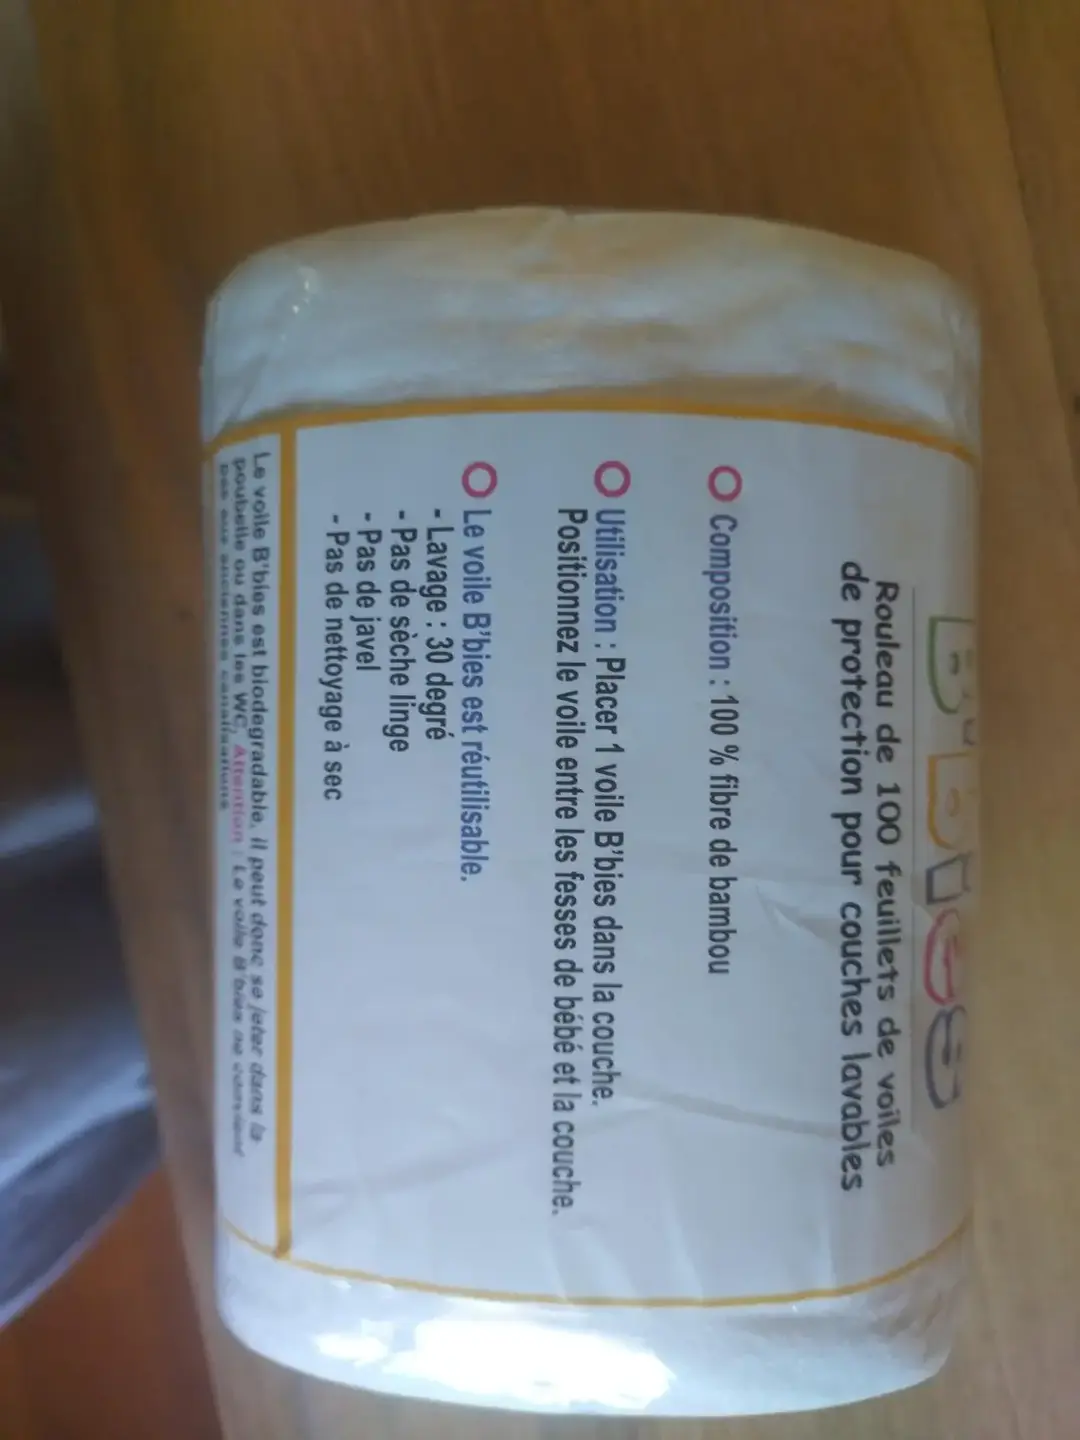 B'bies
Rouleau de 100 feuillets de voiles
de protection pour couches lavables
Composition : 100 % fibre de bambou
Utilisation : Placer 1 voile B'bies dans la couche.
Positionnez le voile entre les fesses de bébé et la couche.
Le voile B'bies est réutilisable.
- Lavage : 30 degré
- Pas de sèche linge
- Pas de javel
- Pas de nettoyage à sec
Le voile B'bies est biodegradable, il peut donc se jeter dans la
poubelle ou dans les WC, Attention : Le voile B'bies ne convient
pas aux anciennes canalisations